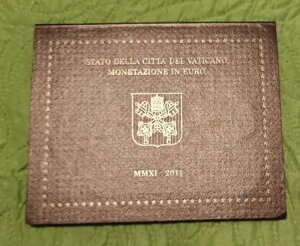 STATO DELLA CITTÀ DEL VATICANO
MONETAZIONE IN EURO
MMXI - 2011